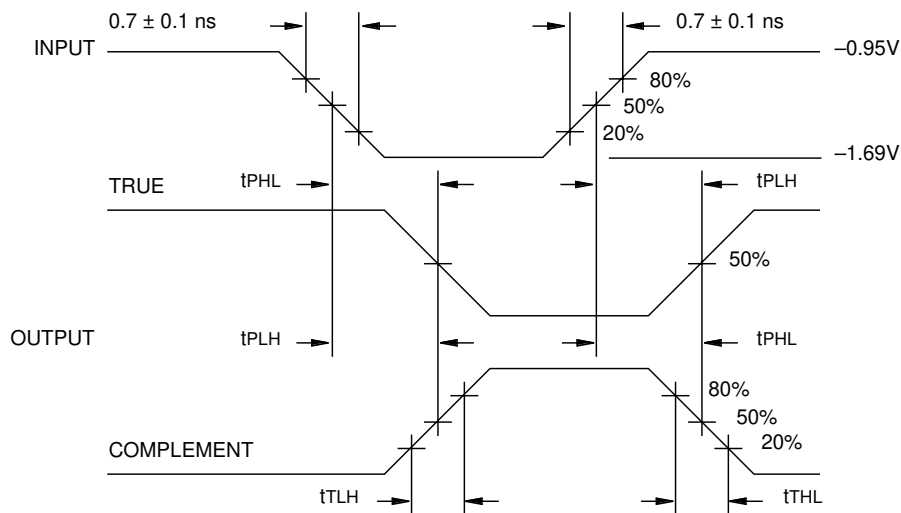 0.7 ± 0.1 ns
0.7 ± 0.1 ns
INPUT
–0.95V
80%
50%
20%
–1.69V
tPHL
tPLH
TRUE
50%
OUTPUT
tPLH
tPHL
80%
50%
20%
COMPLEMENT
tTLH
tTHL